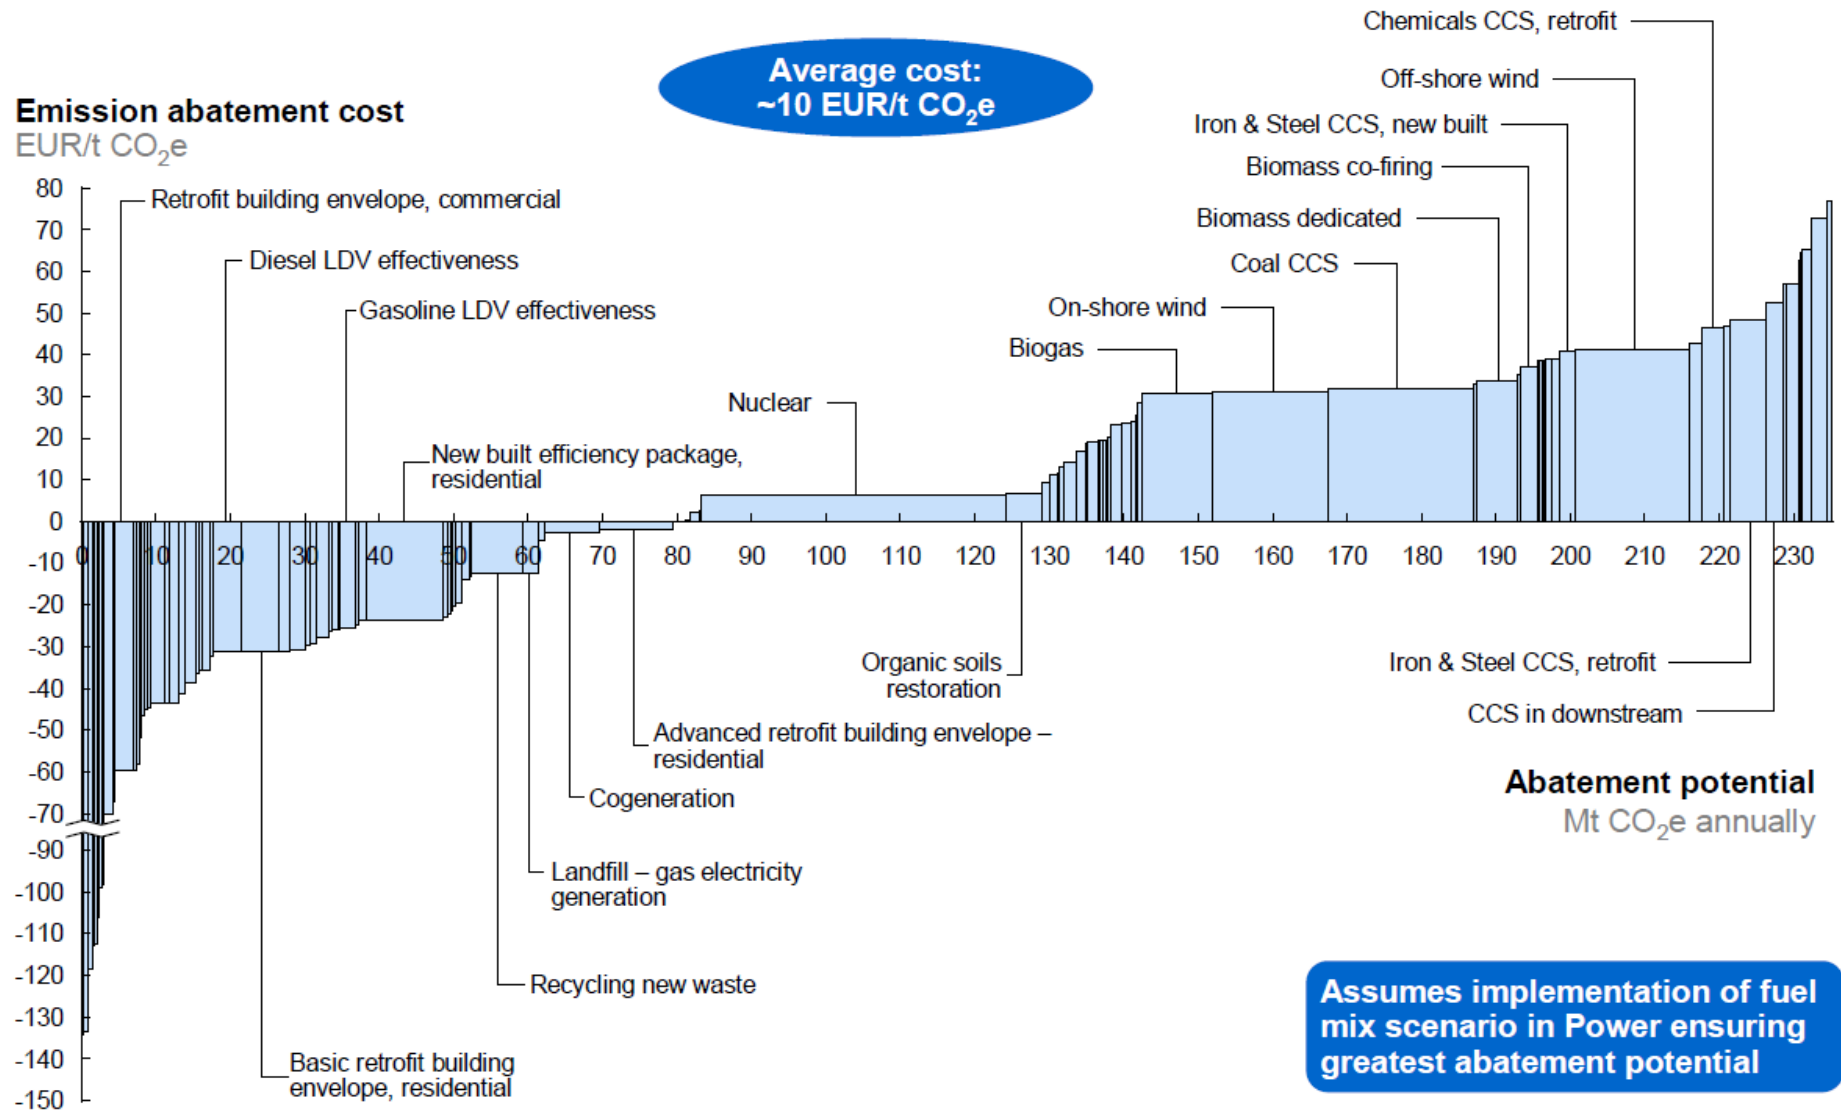 Chemicals CCS, retrofit
Average cost:
~10 EUR/t CO₂e
Off-shore wind
Emission abatement cost
EUR/t CO₂e
Iron & Steel CCS, new built
Biomass co-firing
80
Retrofit building envelope, commercial
Biomass dedicated
70
Diesel LDV effectiveness
Coal CCS
60
Gasoline LDV effectiveness
On-shore wind
50
Biogas
40
30
Nuclear
20
New built efficiency package,
residential
10
0
0 10 20 30 40 50 60 70 80 90 100 110 120 130 140 150 160 170 180 190 200 210 220 230
-10
-20
-30
-40
-50
-60
-70
-90
-100
-110
-120
-130
-140
-150
Organic soils
restoration
Iron & Steel CCS, retrofit
CCS in downstream
Advanced retrofit building envelope –
residential
Cogeneration
Abatement potential
Mt CO₂e annually
Landfill – gas electricity
generation
Recycling new waste
Basic retrofit building
envelope, residential
Assumes implementation of fuel
mix scenario in Power ensuring
greatest abatement potential